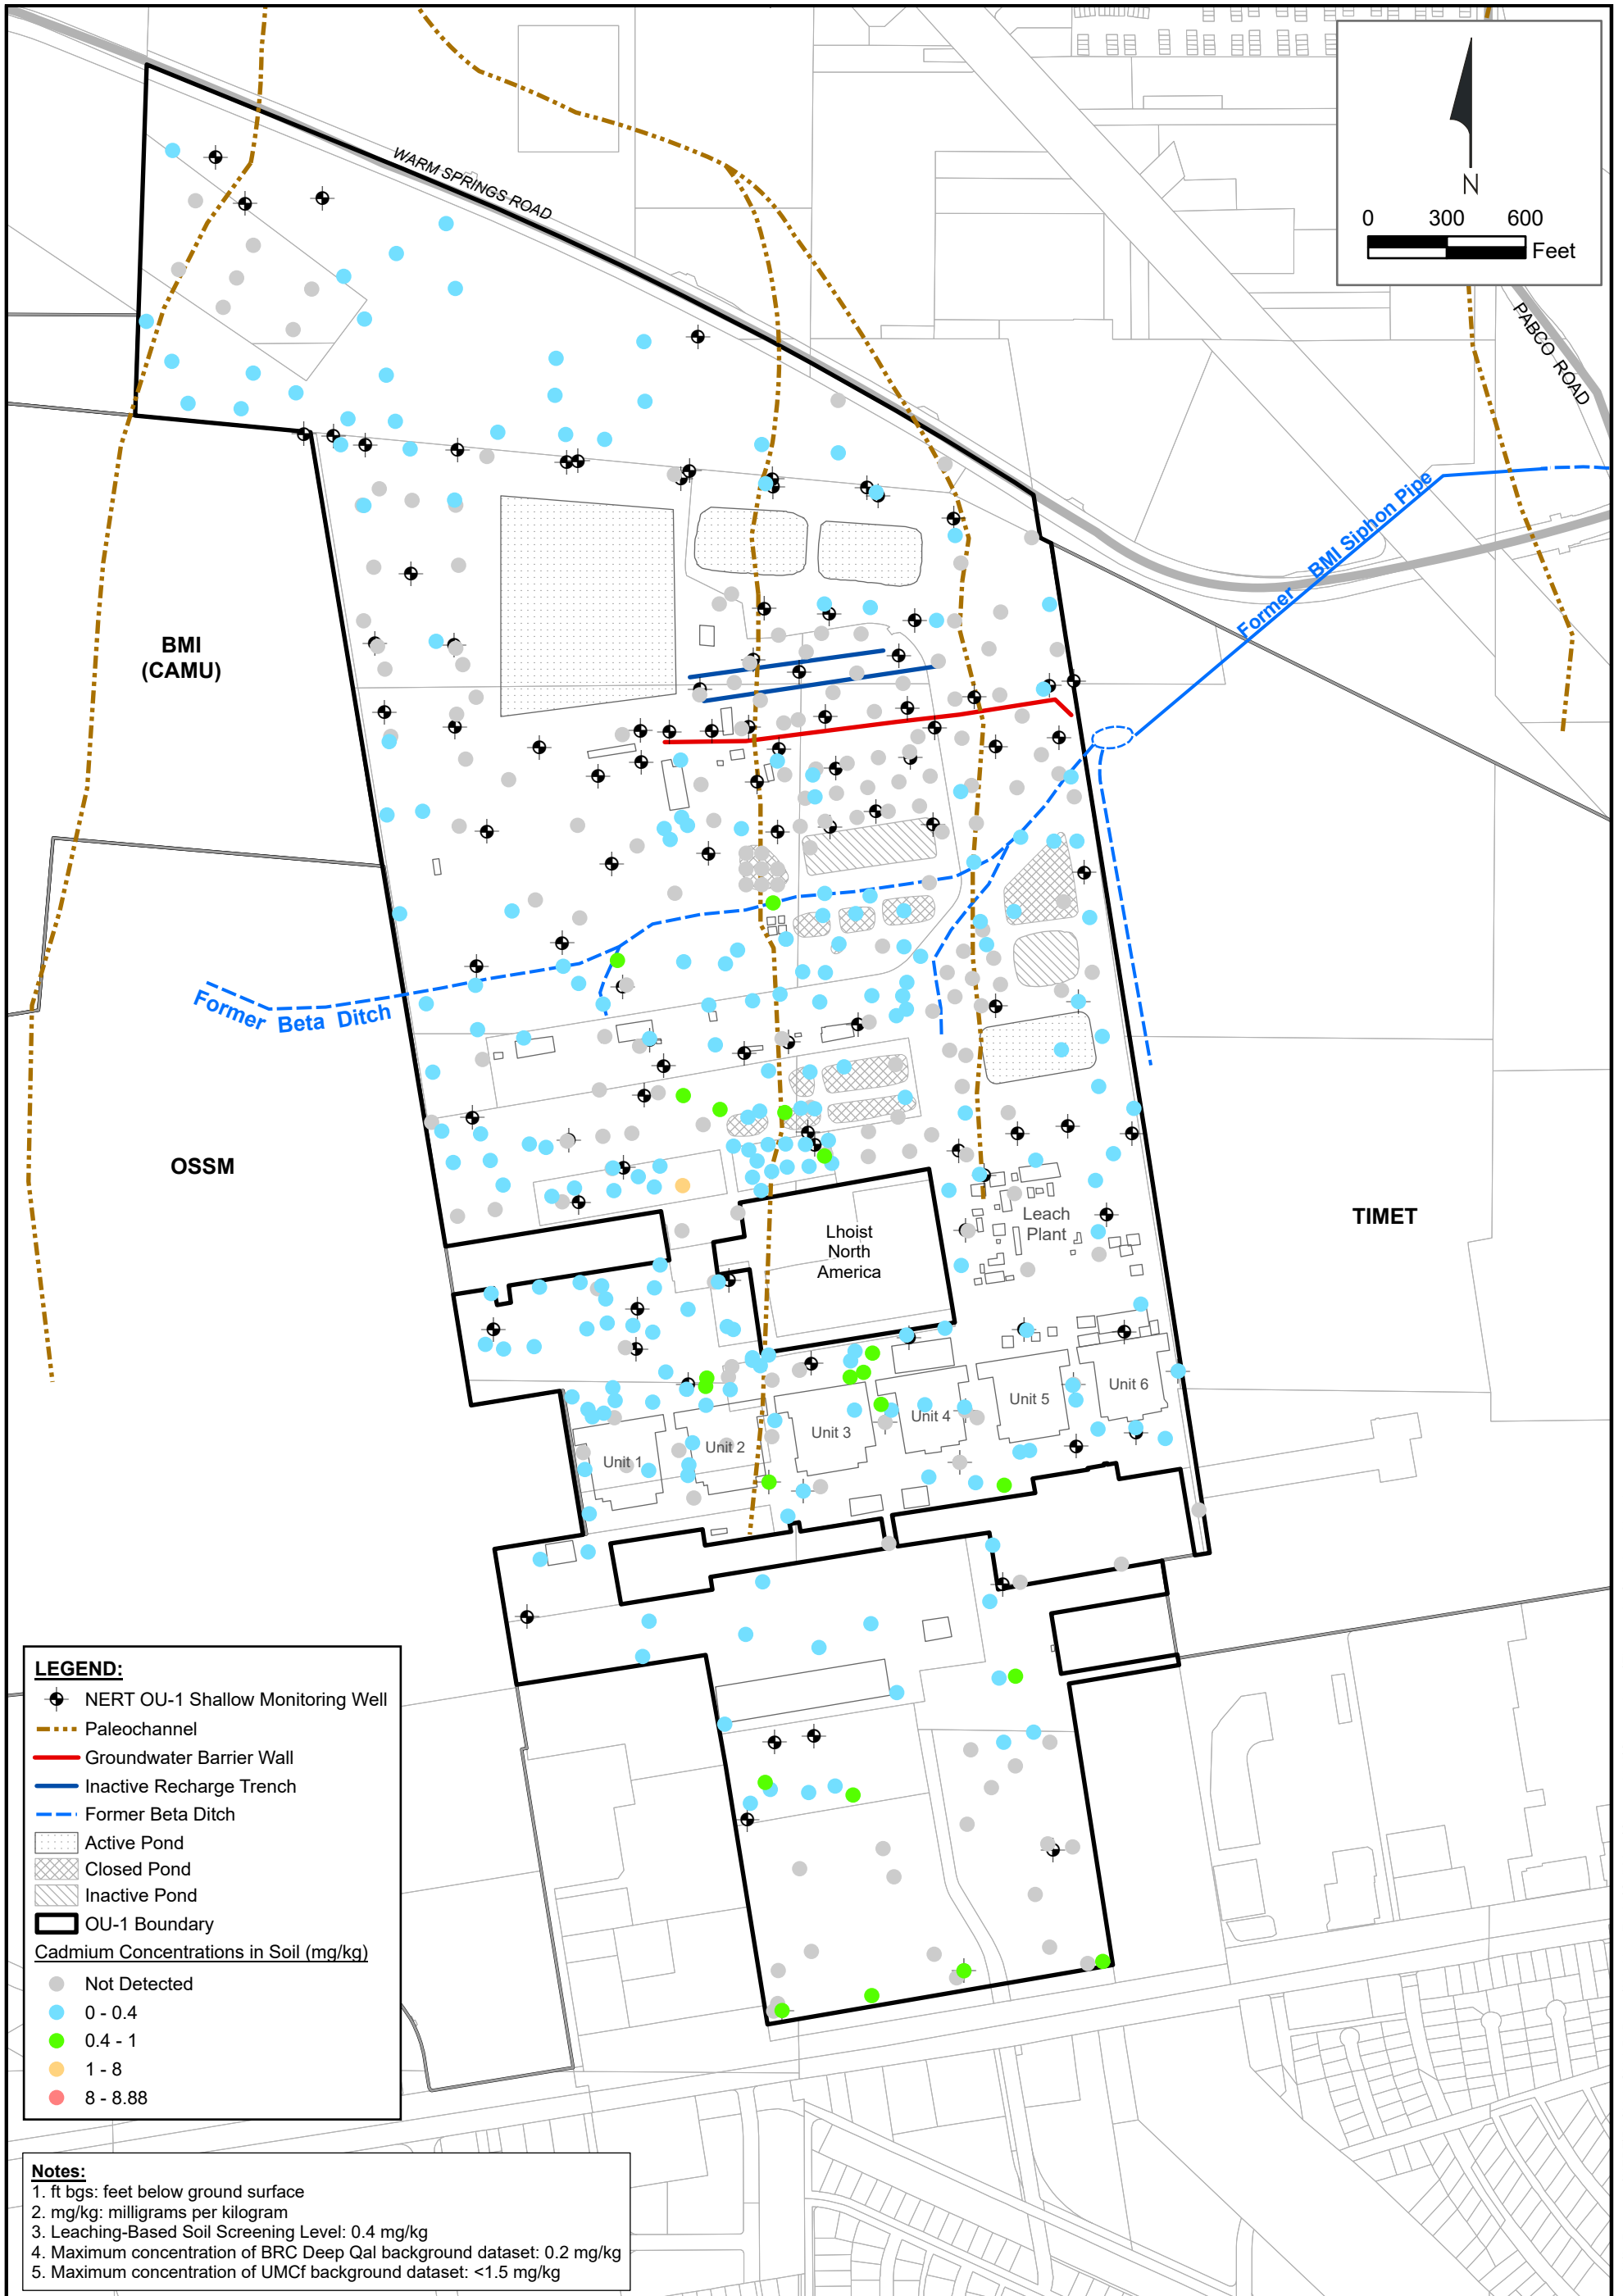 WARM SPRINGS ROAD
N
0 300 600
Feet
PABCO ROAD
Former BMI Siphon Pipe
BMI
(CAMU)
Former Beta Ditch
OSSM
TIMET
Lhoist
North
America
Leach
Plant
Unit 1
Unit 2
Unit 3
Unit 4
Unit 5
Unit 6
LEGEND:
NERT OU-1 Shallow Monitoring Well
Paleochannel
Groundwater Barrier Wall
Inactive Recharge Trench
Former Beta Ditch
Active Pond
Closed Pond
Inactive Pond
OU-1 Boundary
Cadmium Concentrations in Soil (mg/kg)
Not Detected
0 - 0.4
0.4 - 1
1 - 8
8 - 8.88
Notes:
1. ft bgs: feet below ground surface
2. mg/kg: milligrams per kilogram
3. Leaching-Based Soil Screening Level: 0.4 mg/kg
4. Maximum concentration of BRC Deep Qal background dataset: 0.2 mg/kg
5. Maximum concentration of UMCf background dataset: <1.5 mg/kg